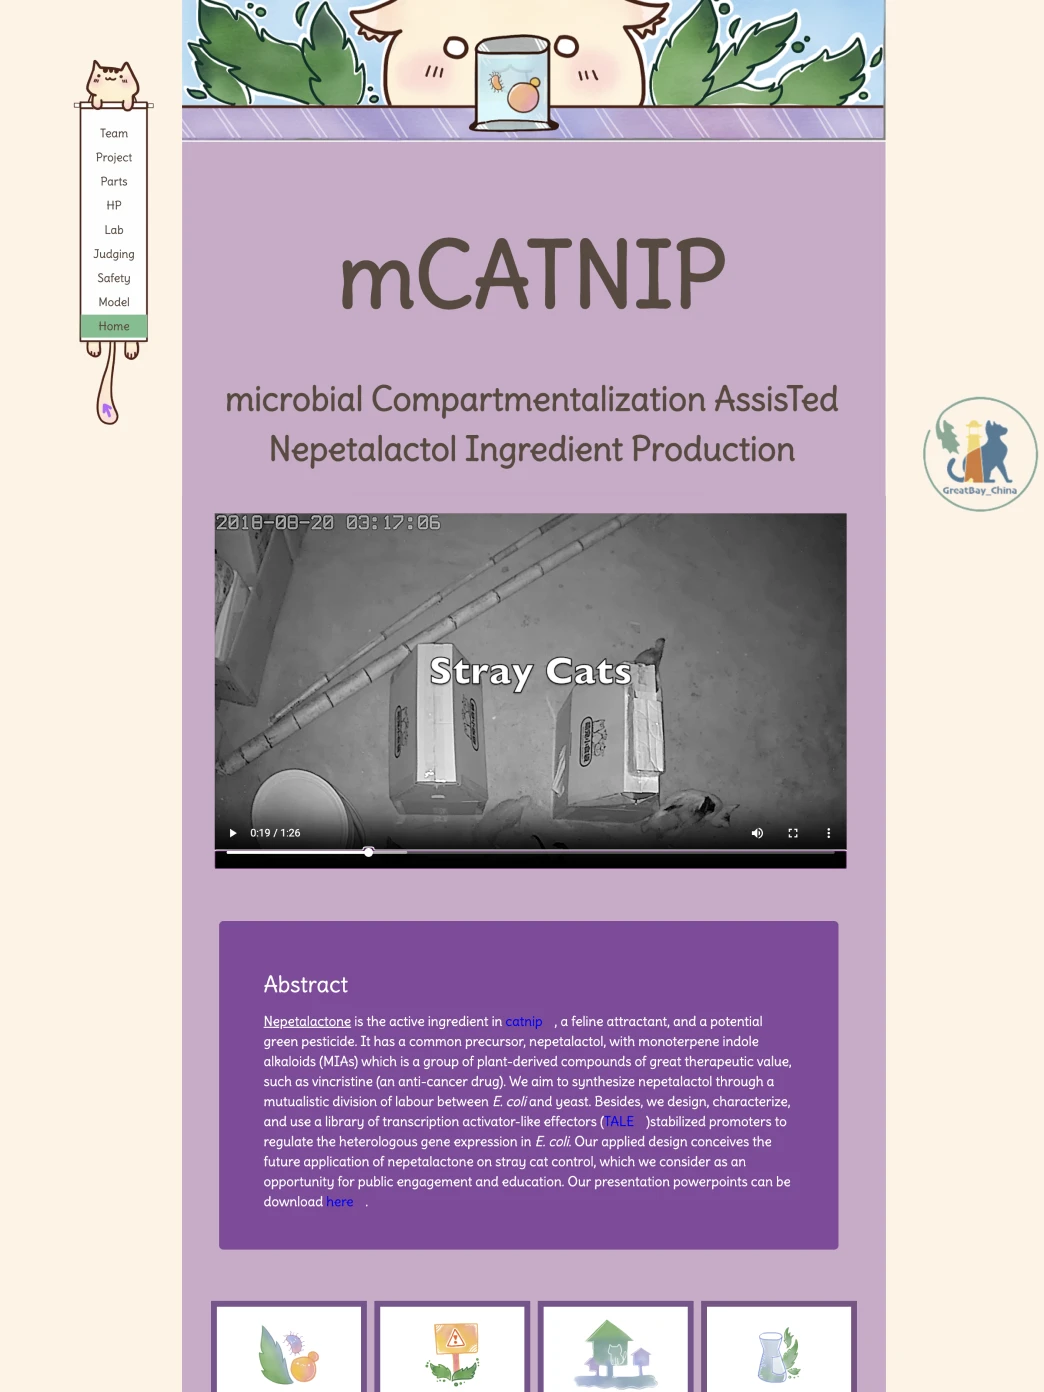 Team
Project
Parts
HP
Lab
Judging
Safety
Model
Home
mCATNIP
microbial Compartmentalization AssisTed
Nepetalactol Ingredient Production
GreatBay_China
2018-08-20 03:17:06
Stray Cats
0:19 / 1:26
Abstract
Nepetalactone is the active ingredient in catnip , a feline attractant, and a potential
green pesticide. It has a common precursor, nepetalactol, with monoterpene indole
alkaloids (MIAs) which is a group of plant-derived compounds of great therapeutic value,
such as vincristine (an anti-cancer drug). We aim to synthesize nepetalactol through a
mutualistic division of labour between E. coli and yeast. Besides, we design, characterize,
and use a library of transcription activator-like effectors (TALE )stabilized promoters to
regulate the heterologous gene expression in E. coli. Our applied design conceives the
future application of nepetalactone on stray cat control, which we consider as an
opportunity for public engagement and education. Our presentation powerpoints can be
download here .